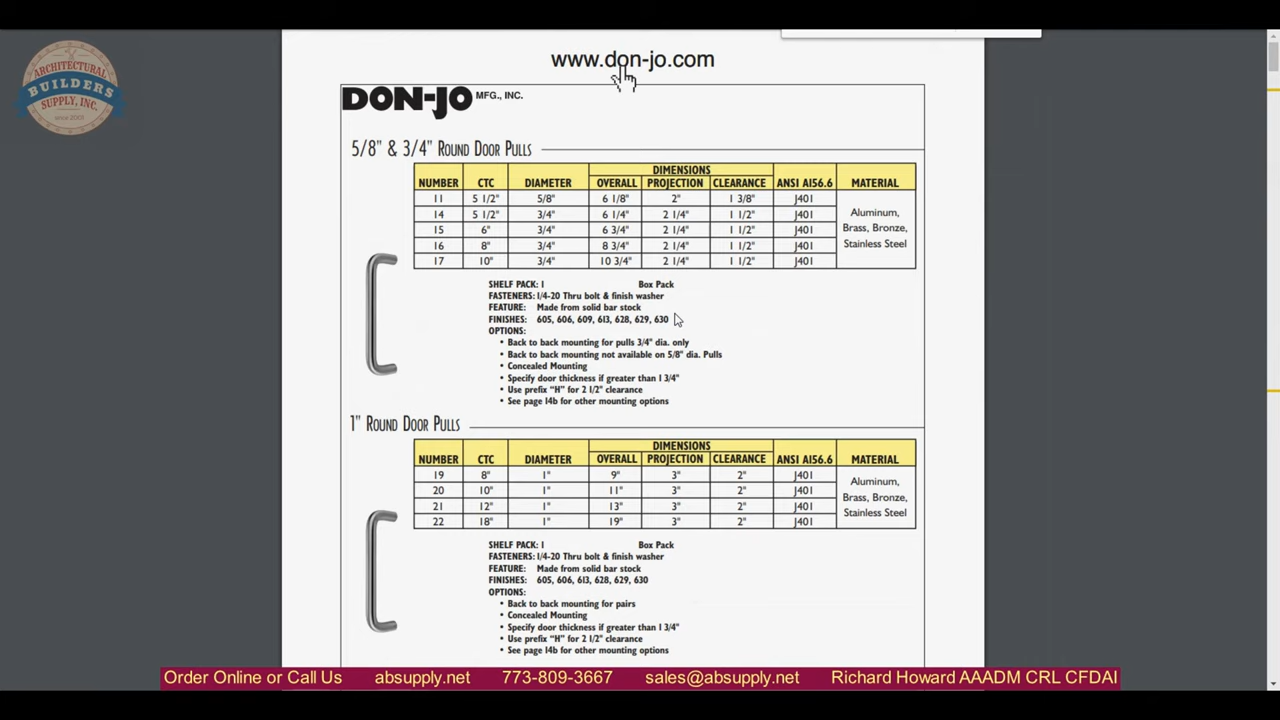 ARCHITECTURAL
BUILDERS
SUPPLY, INC.
since 2001
www.don-jo.com
DON-JO MFG., INC.
5/8" & 3/4" ROUND DOOR PULLS
DIMENSIONS
NUMBER CTC DIAMETER OVERALL PROJECTION CLEARANCE ANSI A156.6 MATERIAL
11 5 1/2" 5/8" 6 1/8" 2" 1 3/8" J401
14 5 1/2" 3/4" 6 1/4" 2 1/4" 1 1/2" J401
15 6" 3/4" 6 3/4" 2 1/4" 1 1/2" J401
16 8" 3/4" 8 3/4" 2 1/4" 1 1/2" J401
17 10" 3/4" 10 3/4" 2 1/4" 1 1/2" J401
Aluminum,
Brass, Bronze,
Stainless Steel
SHELF PACK: 1 Box Pack
FASTENERS: 1/4-20 Thru bolt & finish washer
FEATURE: Made from solid bar stock
FINISHES: 605, 606, 609, 613, 628, 629, 630
OPTIONS:
• Back to back mounting for pulls 3/4" dia. only
• Back to back mounting not available on 5/8" dia. Pulls
• Concealed Mounting
• Specify door thickness if greater than 1 3/4"
• Use prefix "H" for 2 1/2" clearance
• See page 14b for other mounting options
1" ROUND DOOR PULLS
DIMENSIONS
NUMBER CTC DIAMETER OVERALL PROJECTION CLEARANCE ANSI A156.6 MATERIAL
19 8" 1" 9" 3" 2" J401
20 10" 1" 11" 3" 2" J401
21 12" 1" 13" 3" 2" J401
22 18" 1" 19" 3" 2" J401
Aluminum,
Brass, Bronze,
Stainless Steel
SHELF PACK: 1 Box Pack
FASTENERS: 1/4-20 Thru bolt & finish washer
FEATURE: Made from solid bar stock
FINISHES: 605, 606, 613, 628, 629, 630
OPTIONS:
• Back to back mounting for pairs
• Concealed Mounting
• Specify door thickness if greater than 1 3/4"
• Use prefix "H" for 2 1/2" clearance
• See page 14b for other mounting options
Order Online or Call Us absupply.net 773-809-3667 sales@absupply.net Richard Howard AAADM CRL CFDAI